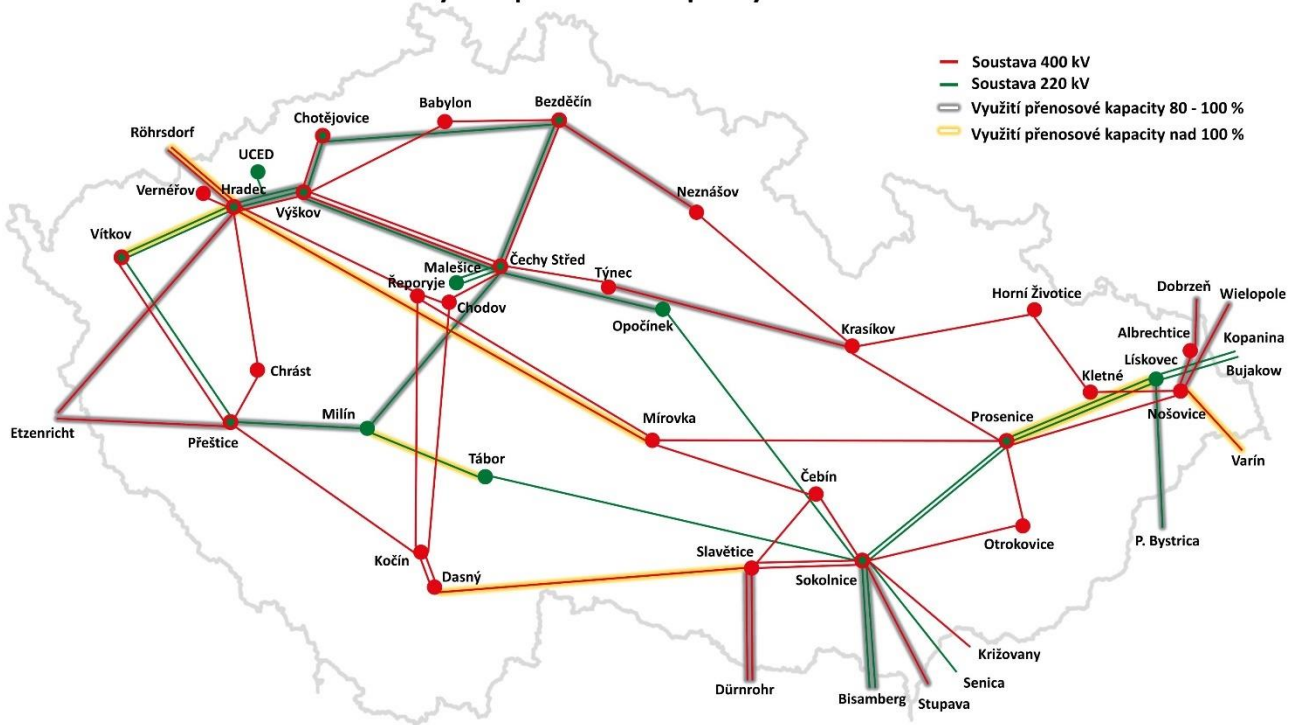 Soustava 400 kV
Soustava 220 kV
Využití přenosové kapacity 80 - 100 %
Využití přenosové kapacity nad 100 %
Babylon
Bezděčín
Chotějovice
Röhrsdorf
UCED
Vernéřov
Hradec
Výškov
Neznášov
Vítkov
Čechy Střed
Malešice
Týnec
Řeporyje
Chodov
Opočínek
Krasíkov
Horní Životice
Dobrzeń
Wielopole
Albrechtice
Kopanina
Lískovec
Bujakow
Kletné
Nošovice
Chrást
Etzenricht
Přeštice
Milín
Mírovka
Prosenice
Varín
Tábor
Čebín
Otrokovice
P. Bystrica
Kočín
Dasný
Slavětice
Sokolnice
Križovany
Senica
Stupava
Dürnrohr
Bisamberg